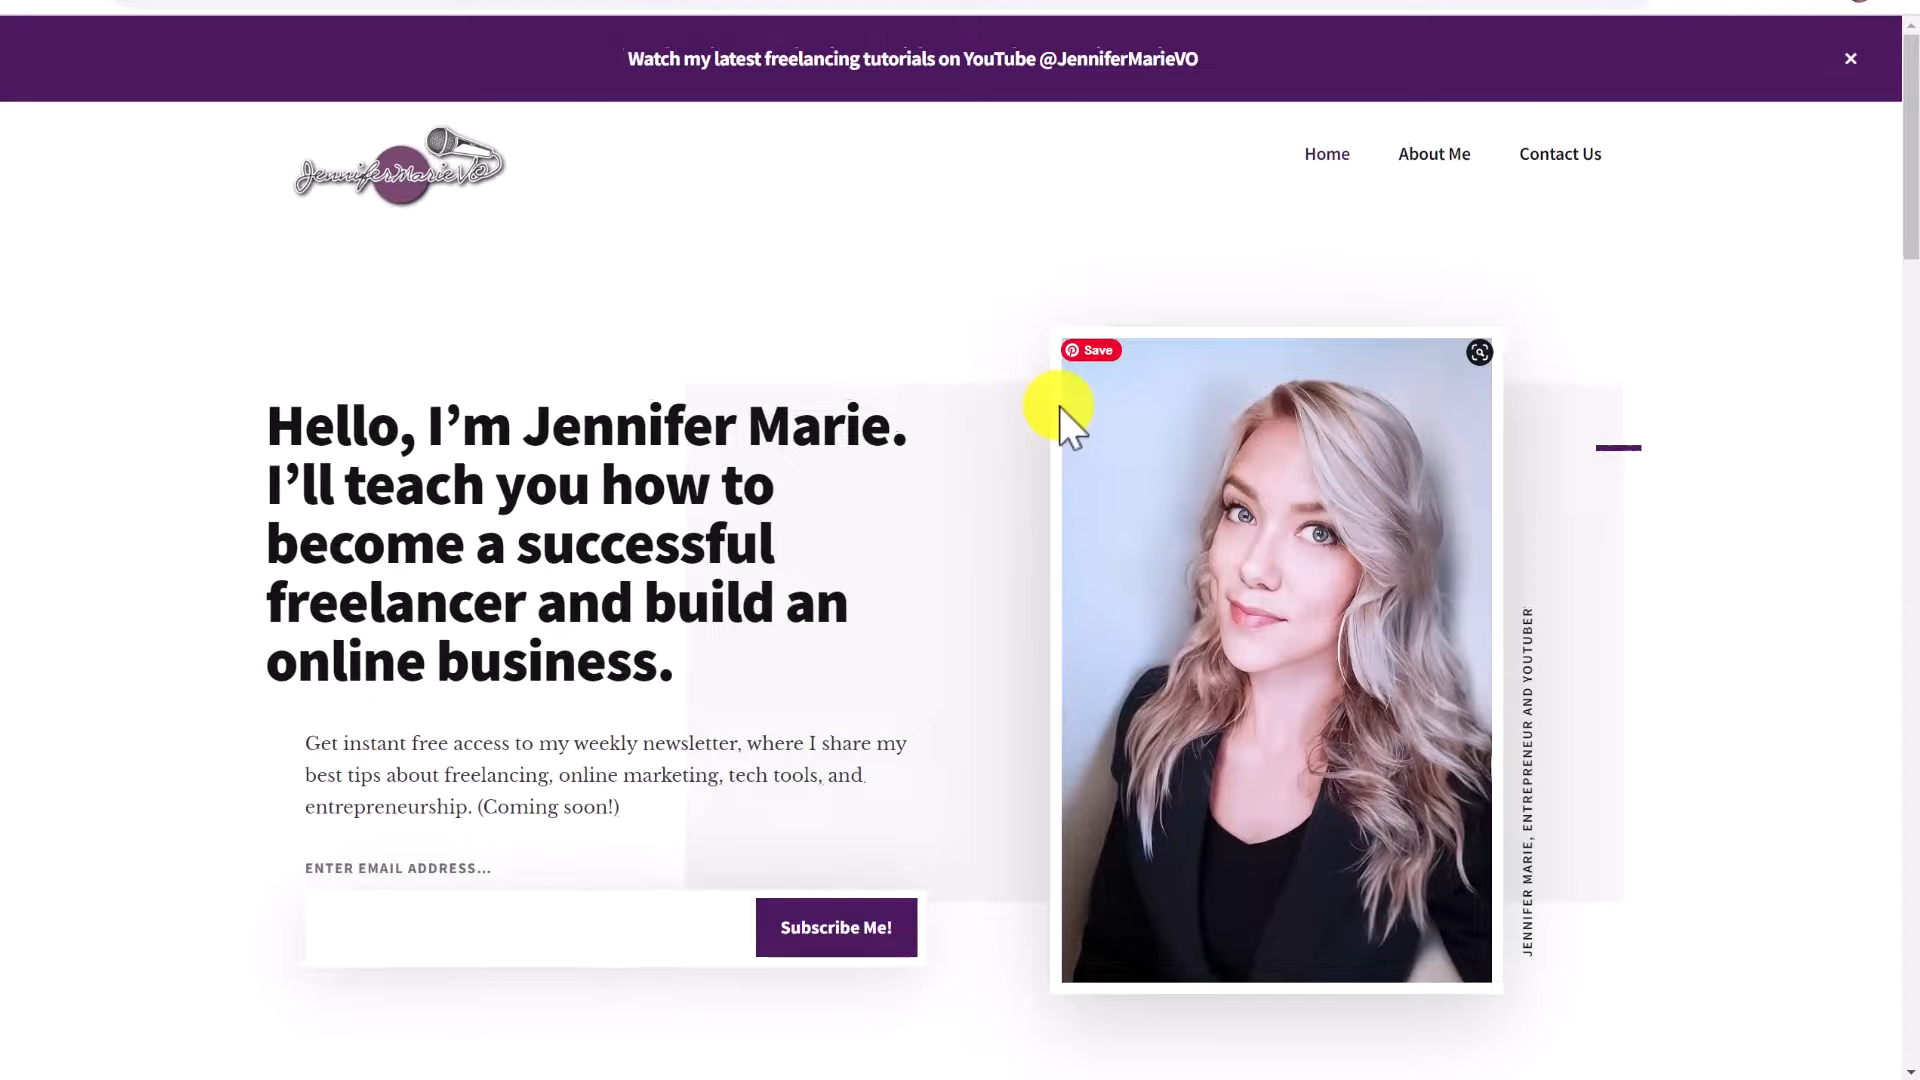 Watch my latest freelancing tutorials on YouTube @JenniferMarieVO
JenniferMarieVO
Home
About Me
Contact Us
Save
Hello, I’m Jennifer Marie.
I’ll teach you how to
become a successful
freelancer and build an
online business.
Get instant free access to my weekly newsletter, where I share my
best tips about freelancing, online marketing, tech tools, and
entrepreneurship. (Coming soon!)
ENTER EMAIL ADDRESS...
Subscribe Me!
JENNIFER MARIE, ENTREPRENEUR AND YOUTUBER